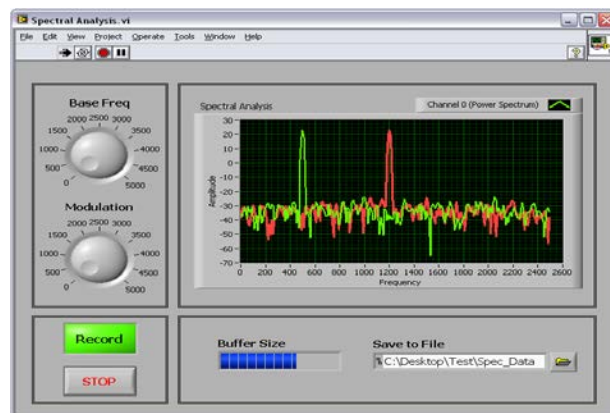 Spectral Analysis.vi
File Edit View Project Operate Tools Window Help
Base Freq
0 500 1000 1500 2000 2500 3000 3500 4000 4500 5000
Modulation
0 500 1000 1500 2000 2500 3000 3500 4000 4500 5000
Spectral Analysis
Channel 0 (Power Spectrum)
Amplitude
30
20
10
0
-10
-20
-30
-40
-50
-60
-70
0 200 400 600 800 1000 1200 1400 1600 1800 2000 2200 2400 2600
Frequency
Record
STOP
Buffer Size
Save to File
C:\Desktop\Test\Spec_Data